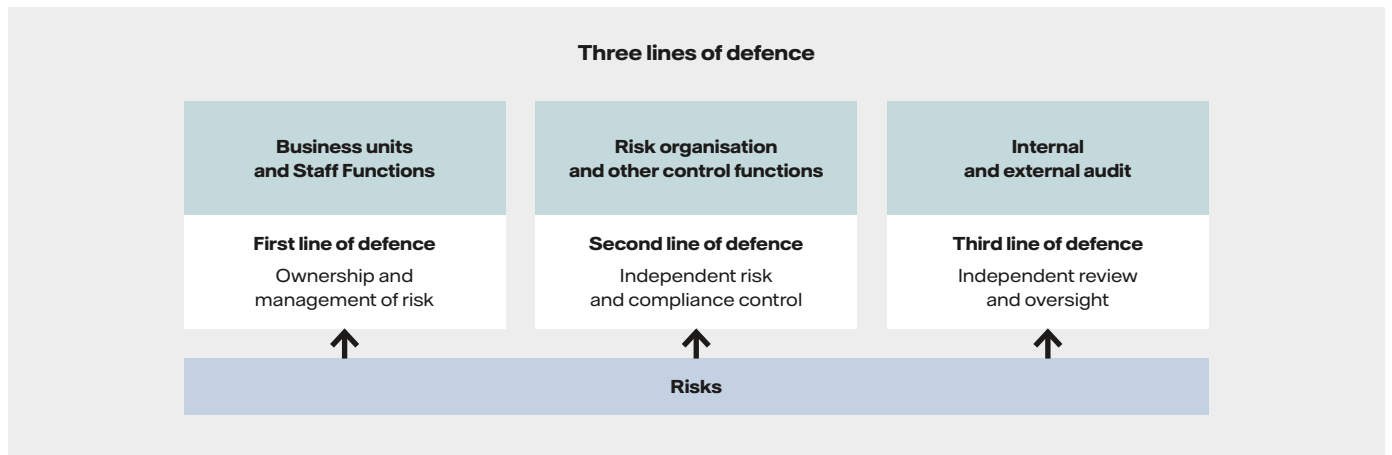 Three lines of defence
Business units
and Staff Functions
First line of defence
Ownership and
management of risk
Risk organisation
and other control functions
Second line of defence
Independent risk
and compliance control
Internal
and external audit
Third line of defence
Independent review
and oversight
Risks